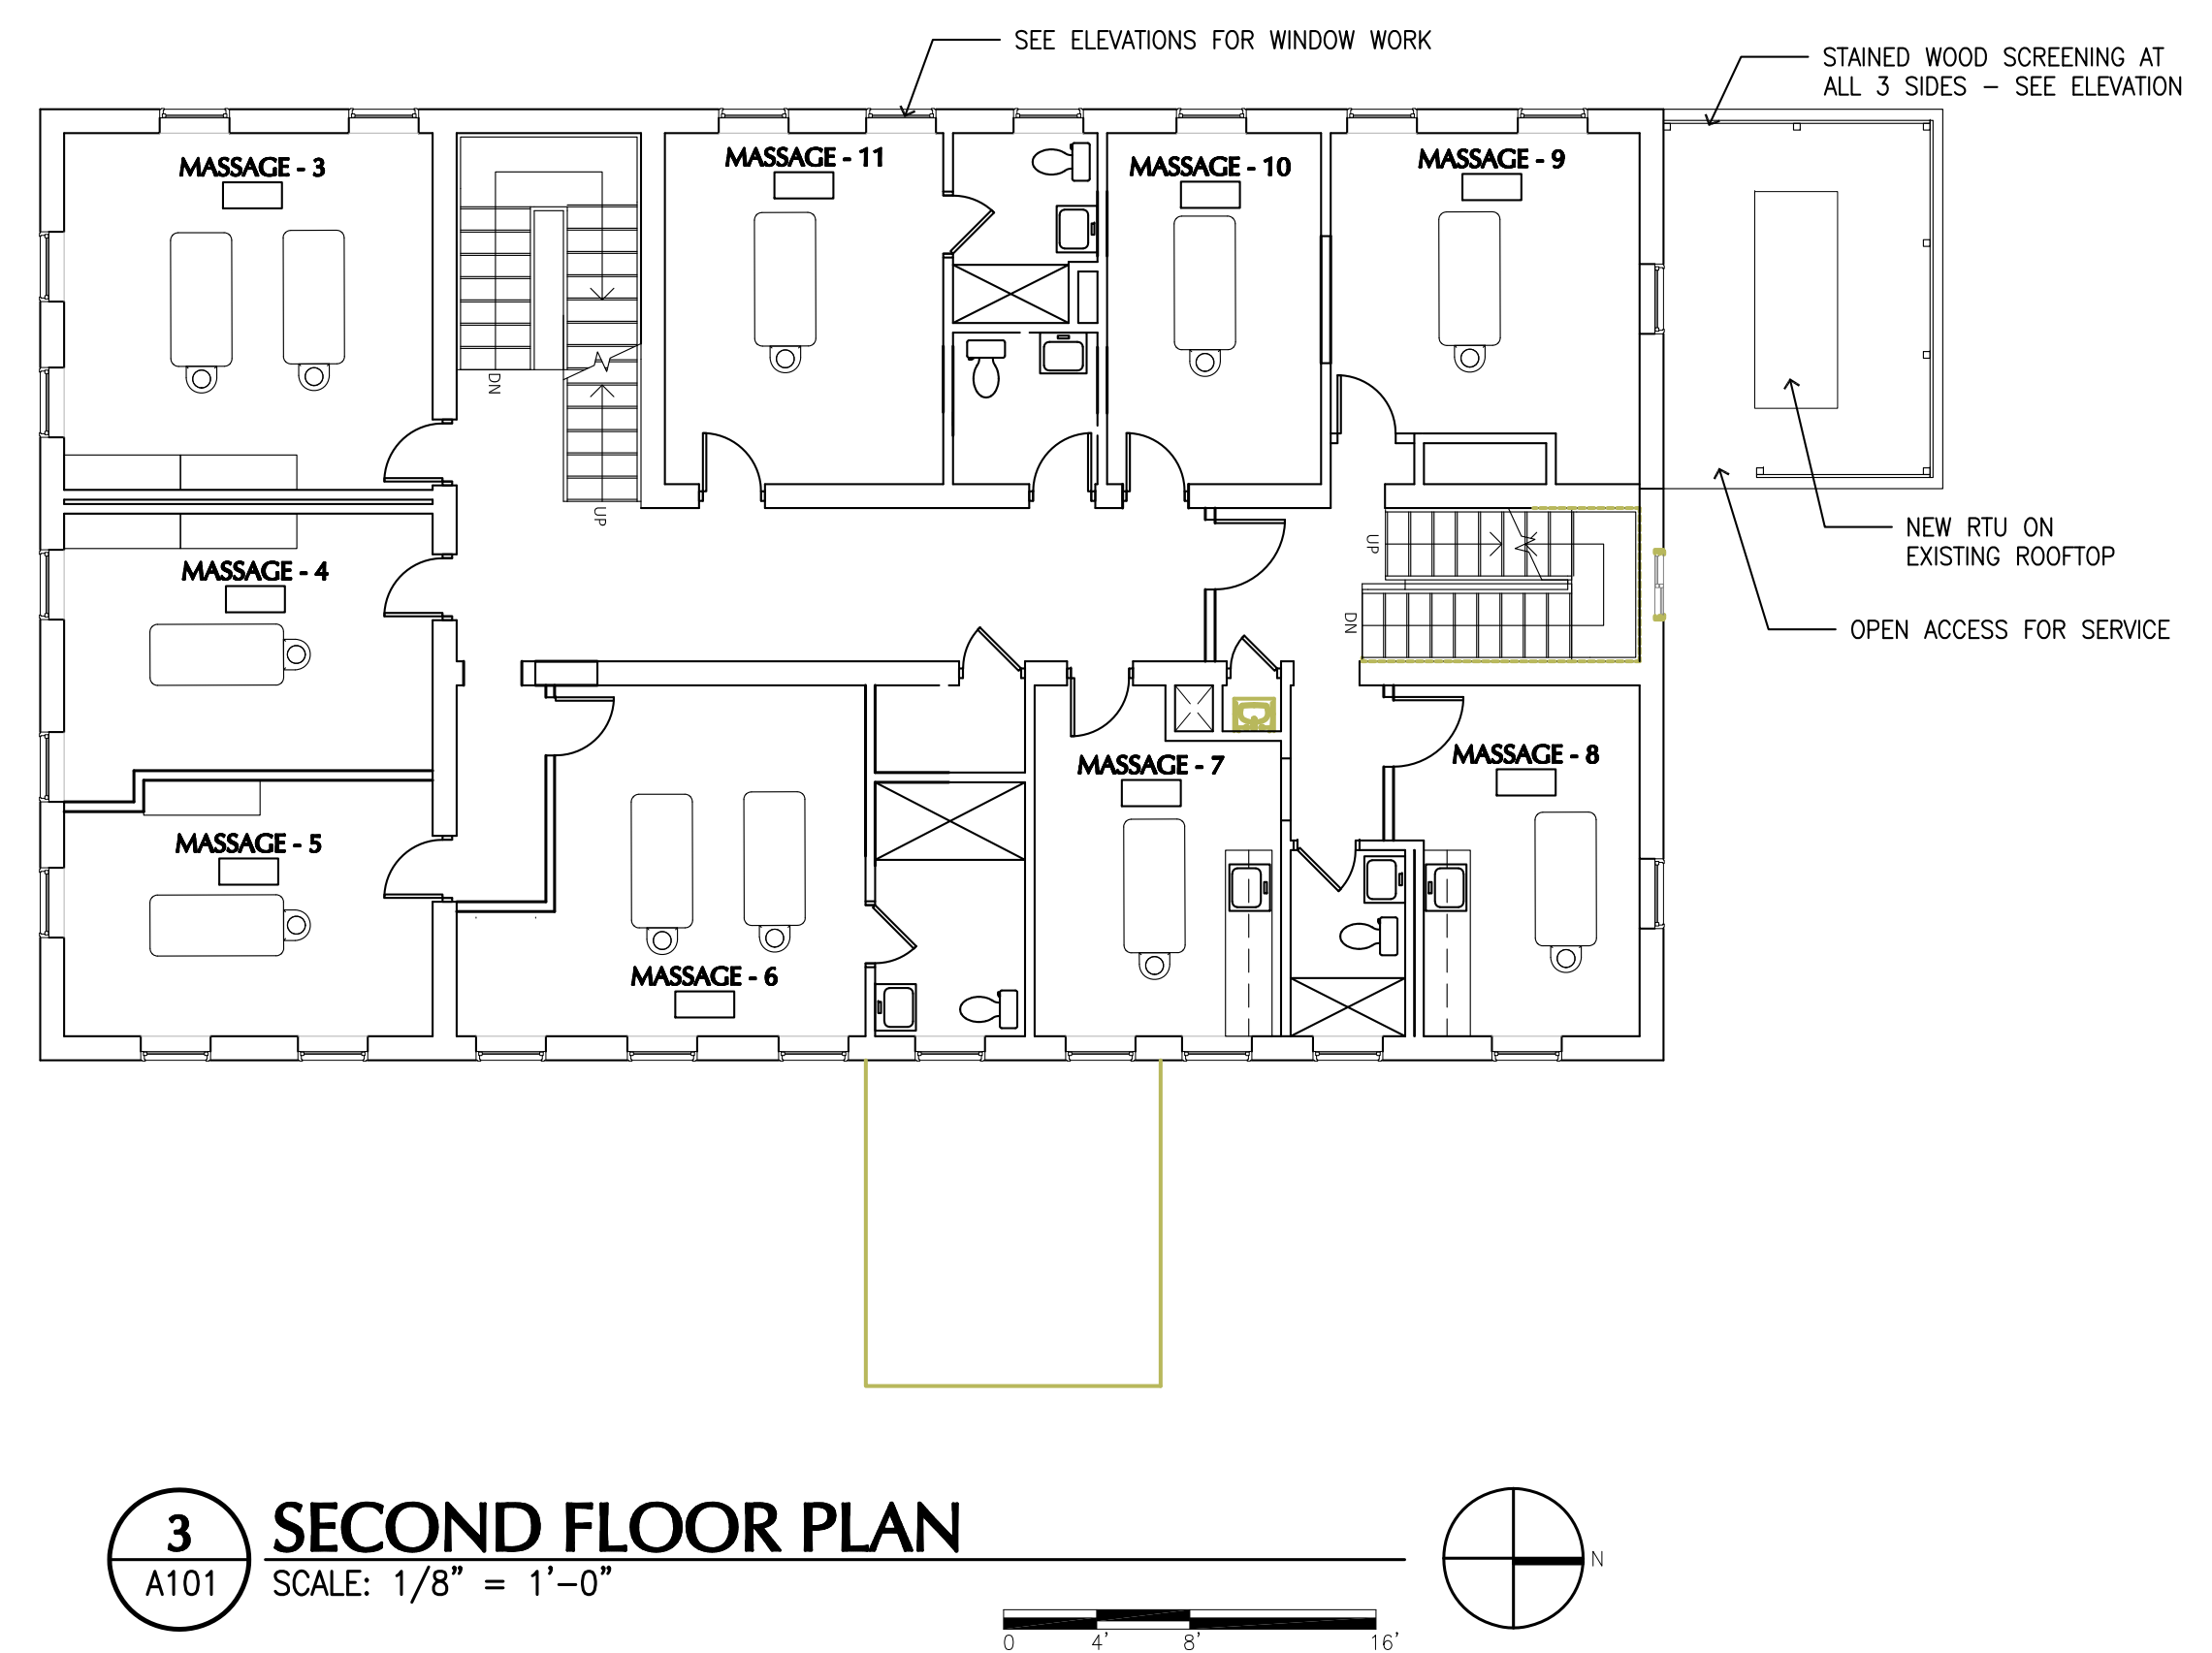 SEE ELEVATIONS FOR WINDOW WORK
STAINED WOOD SCREENING AT
ALL 3 SIDES – SEE ELEVATION
MASSAGE - 3
MASSAGE - 11
MASSAGE - 10
MASSAGE - 9
DN
UP
NEW RTU ON
EXISTING ROOFTOP
UP
MASSAGE - 4
DN
OPEN ACCESS FOR SERVICE
MASSAGE - 8
MASSAGE - 7
MASSAGE - 5
MASSAGE - 6
3
SECOND FLOOR PLAN
A101
SCALE: 1/8" = 1'–0"
N
0 4' 8' 16'